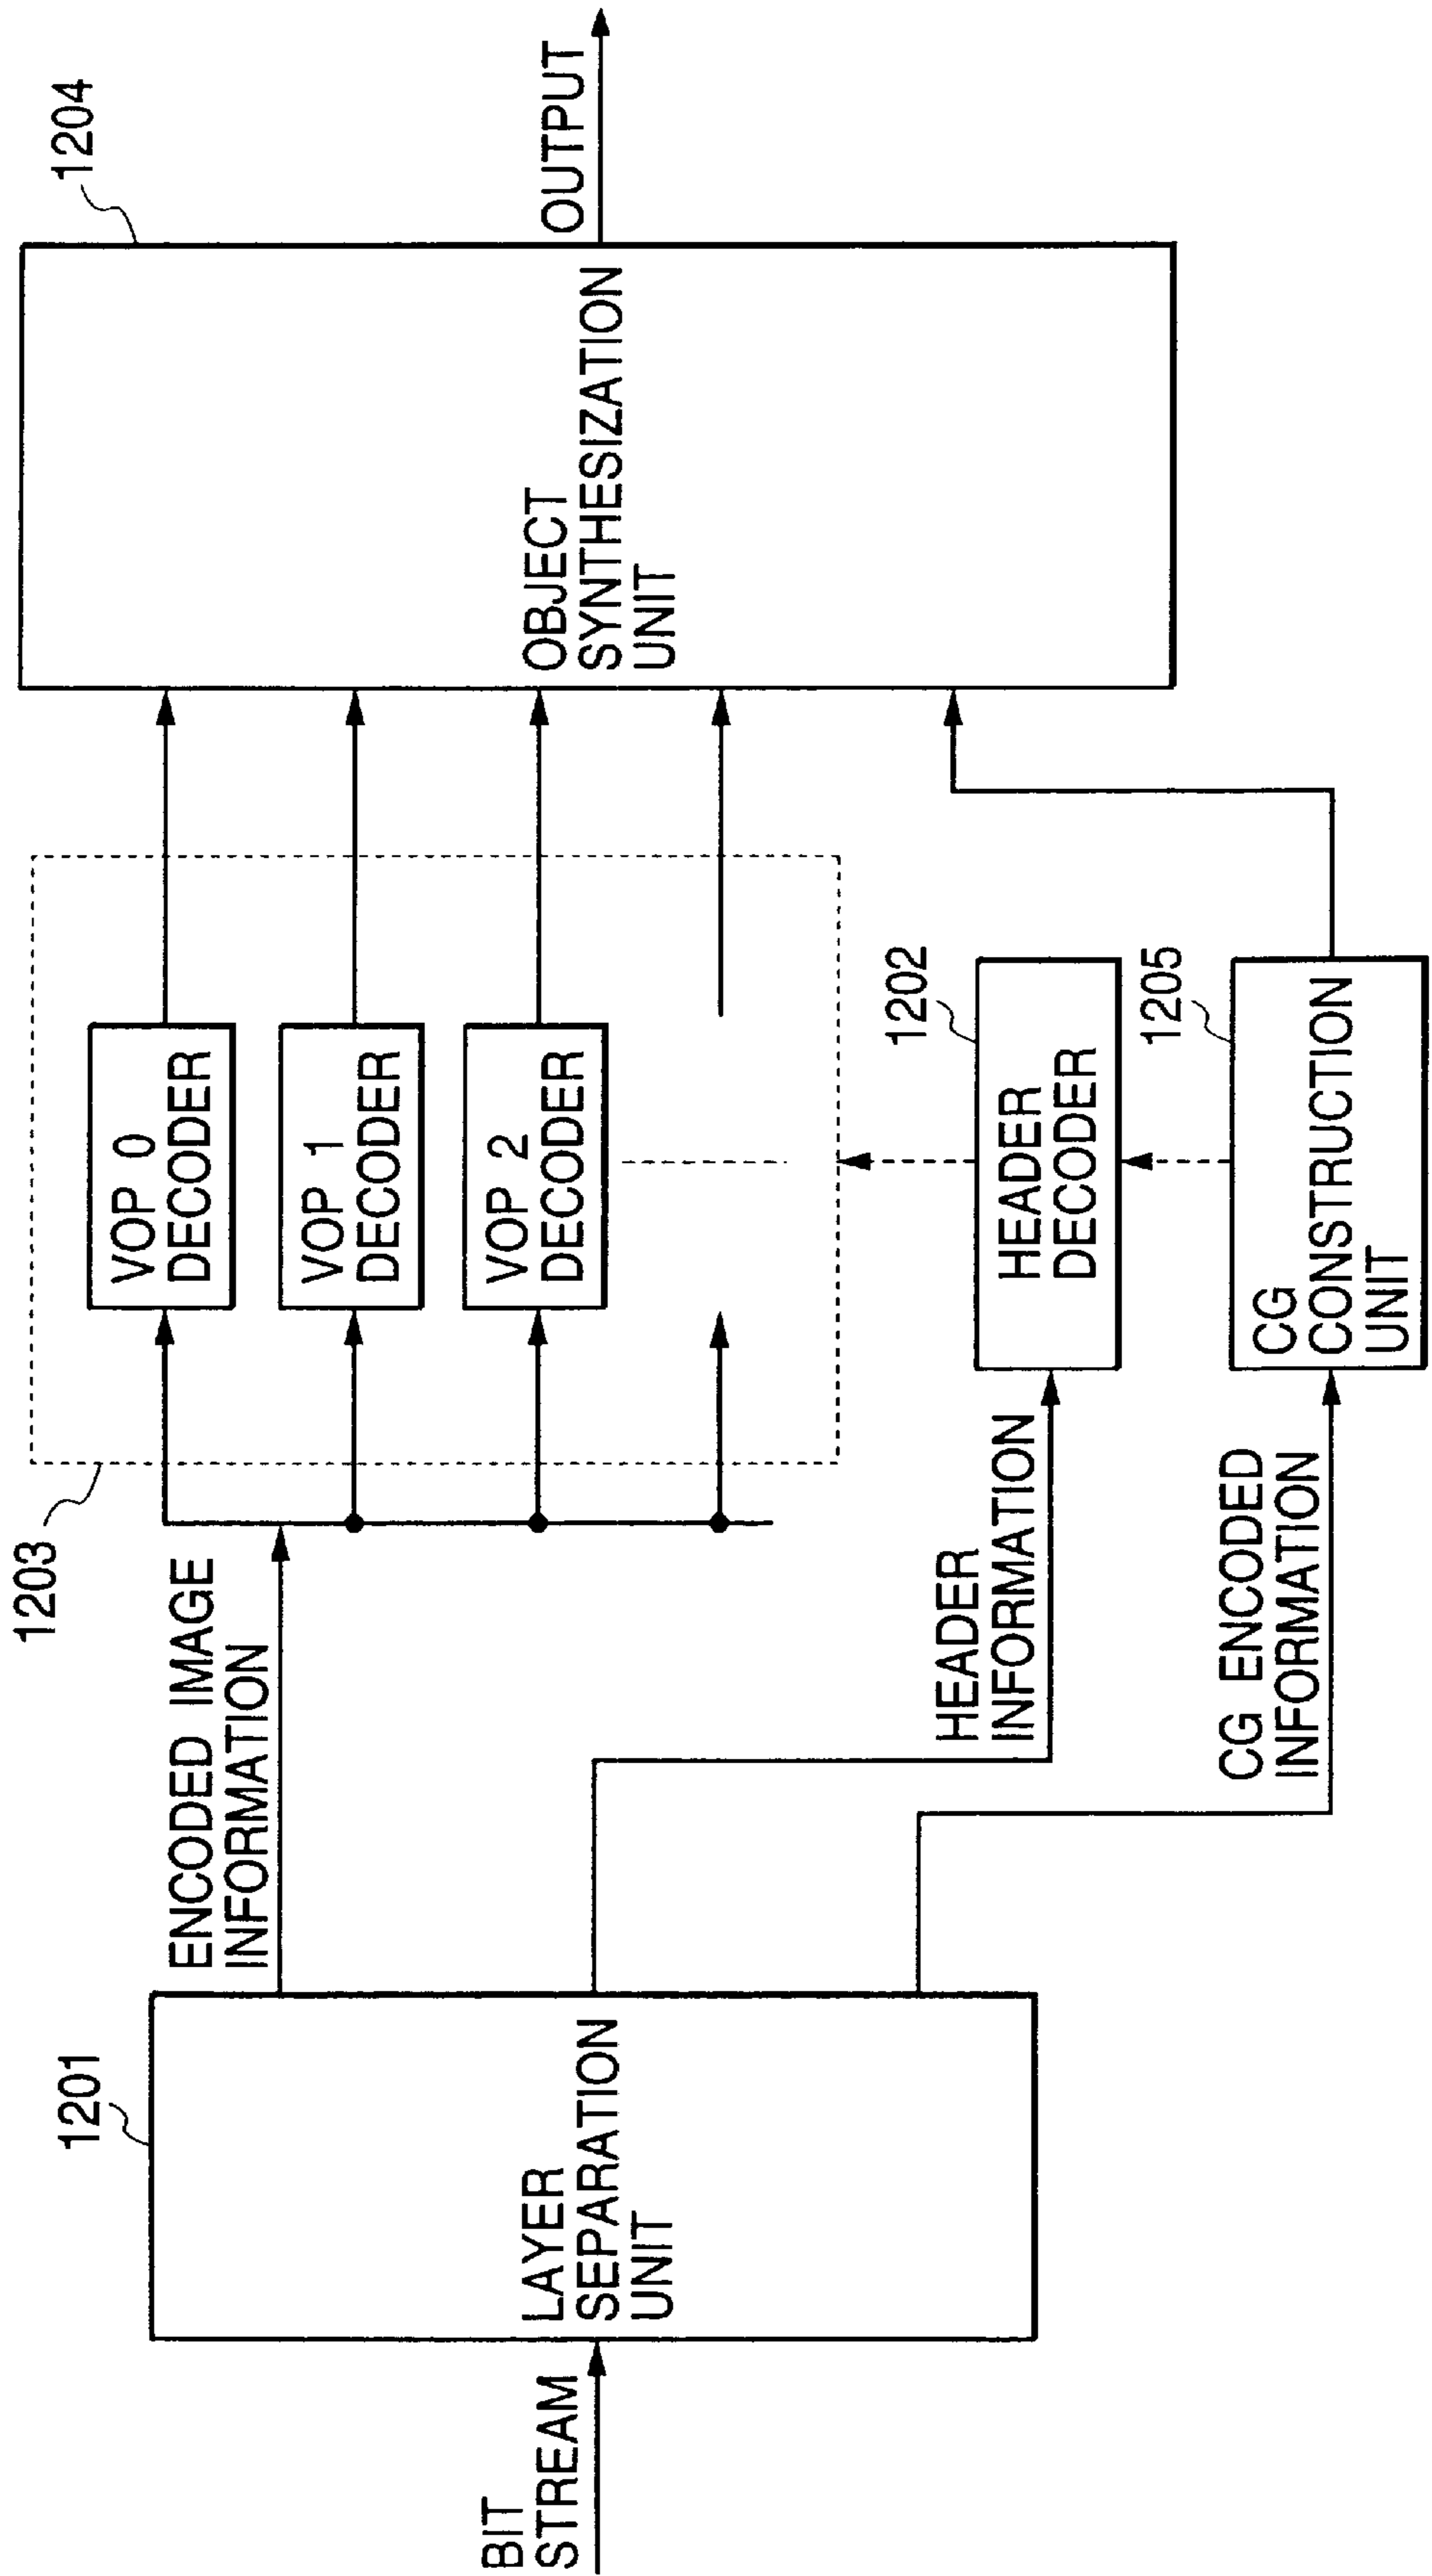 BIT
STREAM
1201
LAYER
SEPARATION
UNIT
ENCODED IMAGE
INFORMATION
HEADER
INFORMATION
CG ENCODED
INFORMATION
1203
VOP 0
DECODER
VOP 1
DECODER
VOP 2
DECODER
1202
HEADER
DECODER
1205
CG
CONSTRUCTION
UNIT
1204
OBJECT
SYNTHESIZATION
UNIT
OUTPUT